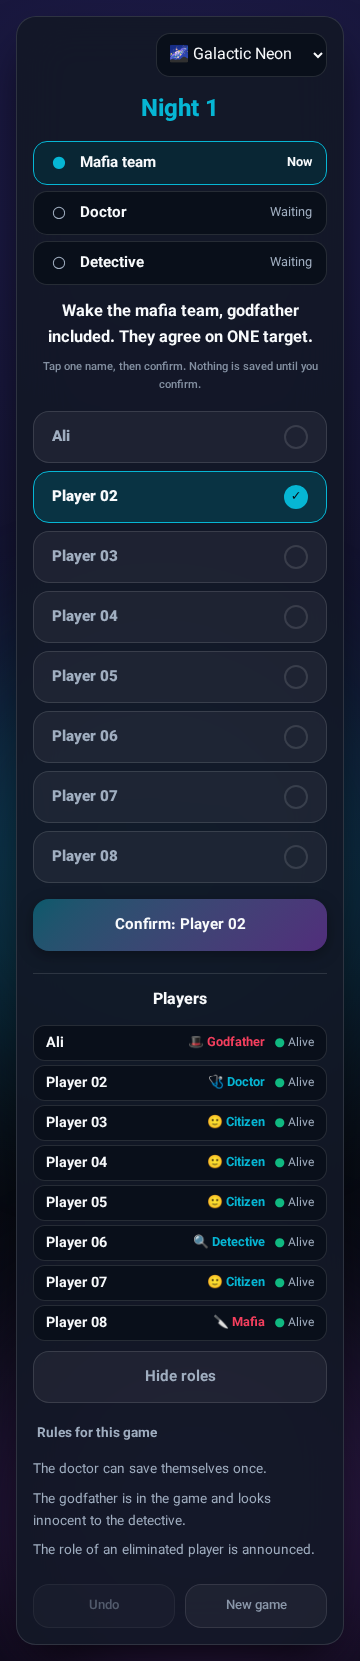 🌌 Galactic Neon
Night 1
Mafia team Now
Doctor Waiting
Detective Waiting
Wake the mafia team, godfather
included. They agree on ONE target.
Tap one name, then confirm. Nothing is saved until you
confirm.
Ali
Player 02 ✓
Player 03
Player 04
Player 05
Player 06
Player 07
Player 08
Confirm: Player 02
Players
Ali 🎩 Godfather Alive
Player 02 🩺 Doctor Alive
Player 03 🙂 Citizen Alive
Player 04 🙂 Citizen Alive
Player 05 🙂 Citizen Alive
Player 06 🔍 Detective Alive
Player 07 🙂 Citizen Alive
Player 08 🔪 Mafia Alive
Hide roles
Rules for this game
The doctor can save themselves once.
The godfather is in the game and looks
innocent to the detective.
The role of an eliminated player is announced.
Undo New game